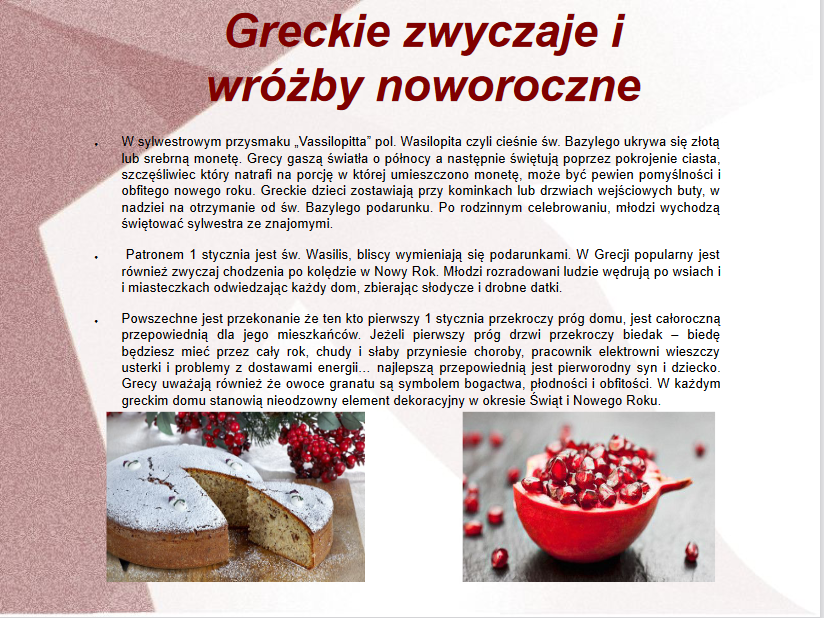 Greckie zwyczaje i
wróżby noworoczne
• W sylwestrowym przysmaku „Vassilopitta” pol. Wasilopita czyli cieśnie św. Bazylego ukrywa się złotą
lub srebrną monetę. Grecy gaszą światła o północy a następnie świętują poprzez pokrojenie ciasta,
szczęśliwiec który natrafi na porcję w której umieszczono monetę, może być pewien pomyślności i
obfitego nowego roku. Greckie dzieci zostawiają przy kominkach lub drzwiach wejściowych buty, w
nadziei na otrzymanie od św. Bazylego podarunku. Po rodzinnym celebrowaniu, młodzi wychodzą
świętować sylwestra ze znajomymi.
• Patronem 1 stycznia jest św. Wasilis, bliscy wymieniają się podarunkami. W Grecji popularny jest
również zwyczaj chodzenia po kolędzie w Nowy Rok. Młodzi rozradowani ludzie wędrują po wsiach i
i miasteczkach odwiedzając każdy dom, zbierając słodycze i drobne datki.
• Powszechne jest przekonanie że ten kto pierwszy 1 stycznia przekroczy próg domu, jest całoroczną
przepowiednią dla jego mieszkańców. Jeżeli pierwszy próg drzwi przekroczy biedak – biedę
będziesz mieć przez cały rok, chudy i słaby przyniesie choroby, pracownik elektrowni wieszczy
usterki i problemy z dostawami energii... najlepszą przepowiednią jest pierworodny syn i dziecko.
Grecy uważają również że owoce granatu są symbolem bogactwa, płodności i obfitości. W każdym
greckim domu stanowią nieodzowny element dekoracyjny w okresie Świąt i Nowego Roku.